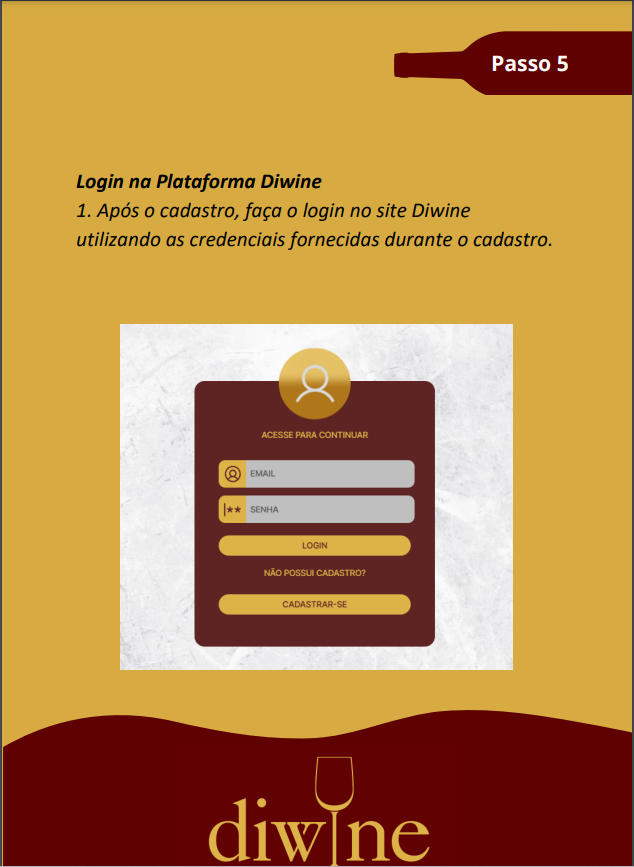 Passo 5
Login na Plataforma Diwine
1. Após o cadastro, faça o login no site Diwine
utilizando as credenciais fornecidas durante o cadastro.
ACESSE PARA CONTINUAR
EMAIL
|** SENHA
LOGIN
NÃO POSSUI CADASTRO?
CADASTRAR-SE
diwine